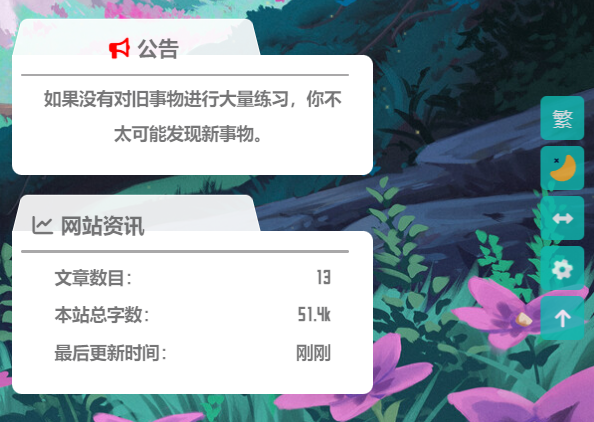 公告
如果没有对旧事物进行大量练习，你不
太可能发现新事物。
繁
网站资讯
文章数目： 13
本站总字数： 51.4k
最后更新时间： 刚刚